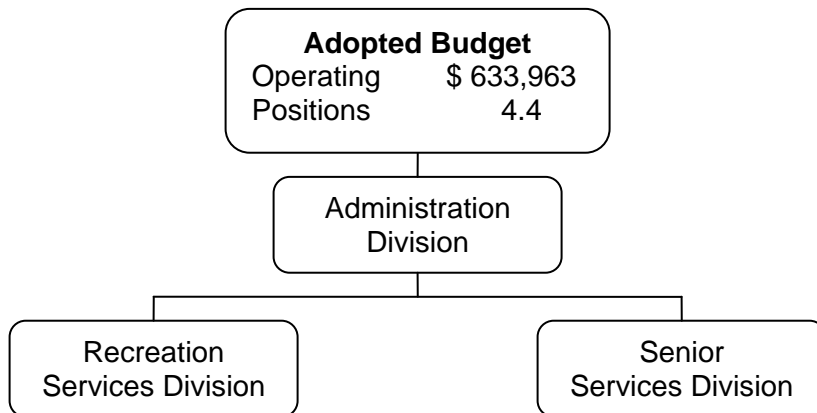 Adopted Budget
Operating $ 633,963
Positions 4.4
Administration
Division
Recreation
Services Division
Senior
Services Division